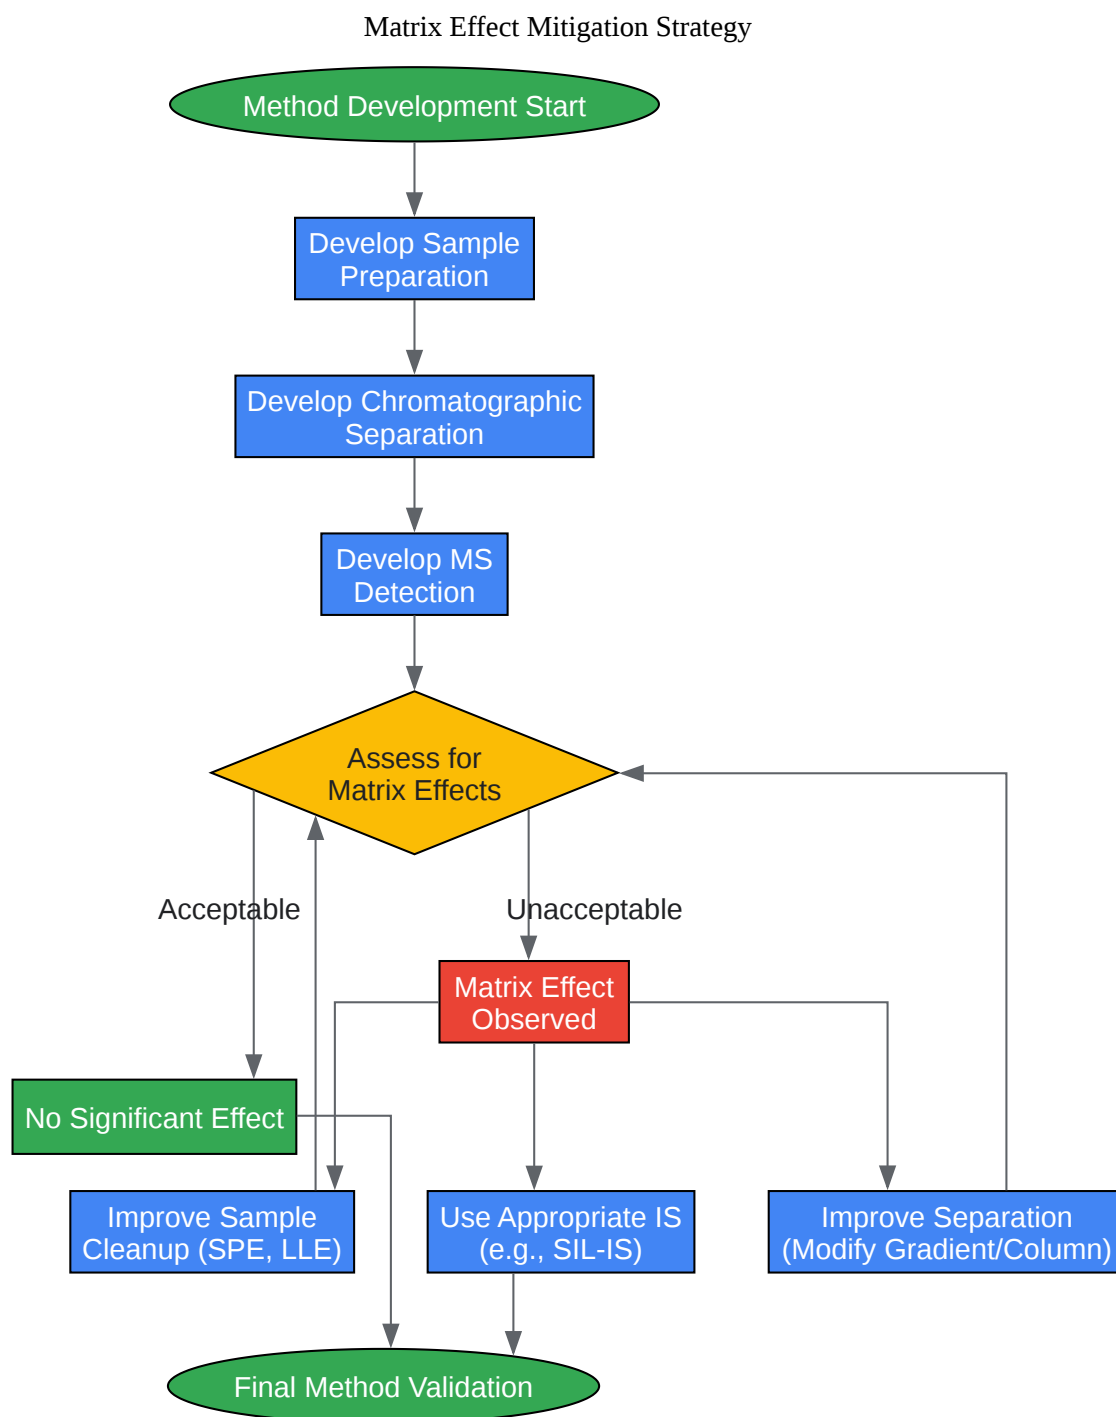 Matrix Effect Mitigation Strategy
Method Development Start
Develop Sample
Preparation
Develop Chromatographic
Separation
Develop MS
Detection
Assess for
Matrix Effects
Acceptable
Unacceptable
Matrix Effect
Observed
No Significant Effect
Improve Sample
Cleanup (SPE, LLE)
Use Appropriate IS
(e.g., SIL-IS)
Improve Separation
(Modify Gradient/Column)
Final Method Validation